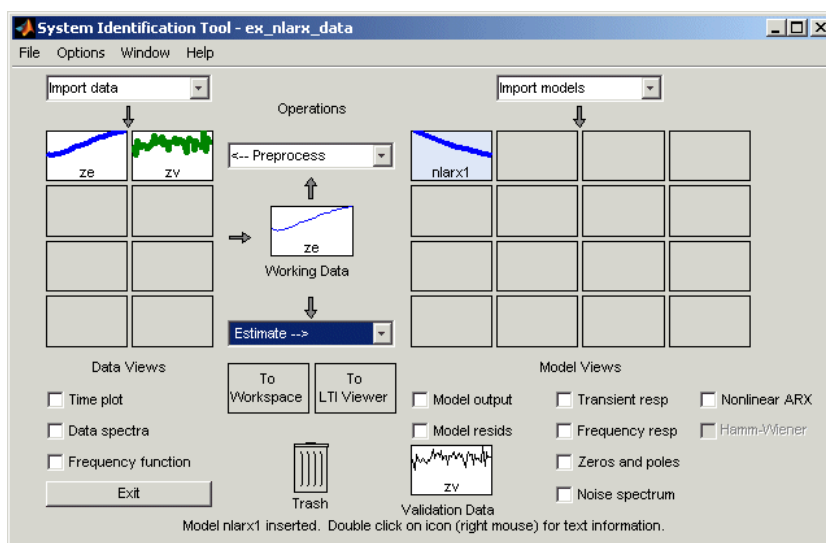 System Identification Tool - ex_nlarx_data
File Options Window Help
Import data
Operations
Import models
ze
zv
<-- Preprocess
nlarx1
ze
Working Data
Estimate -->
Data Views
Model Views
To Workspace
To LTI Viewer
Time plot
Data spectra
Frequency function
Exit
Trash
Model output
Model resids
zv
Validation Data
Transient resp
Frequency resp
Zeros and poles
Noise spectrum
Nonlinear ARX
Hamm-Wiener
Model nlarx1 inserted. Double click on icon (right mouse) for text information.